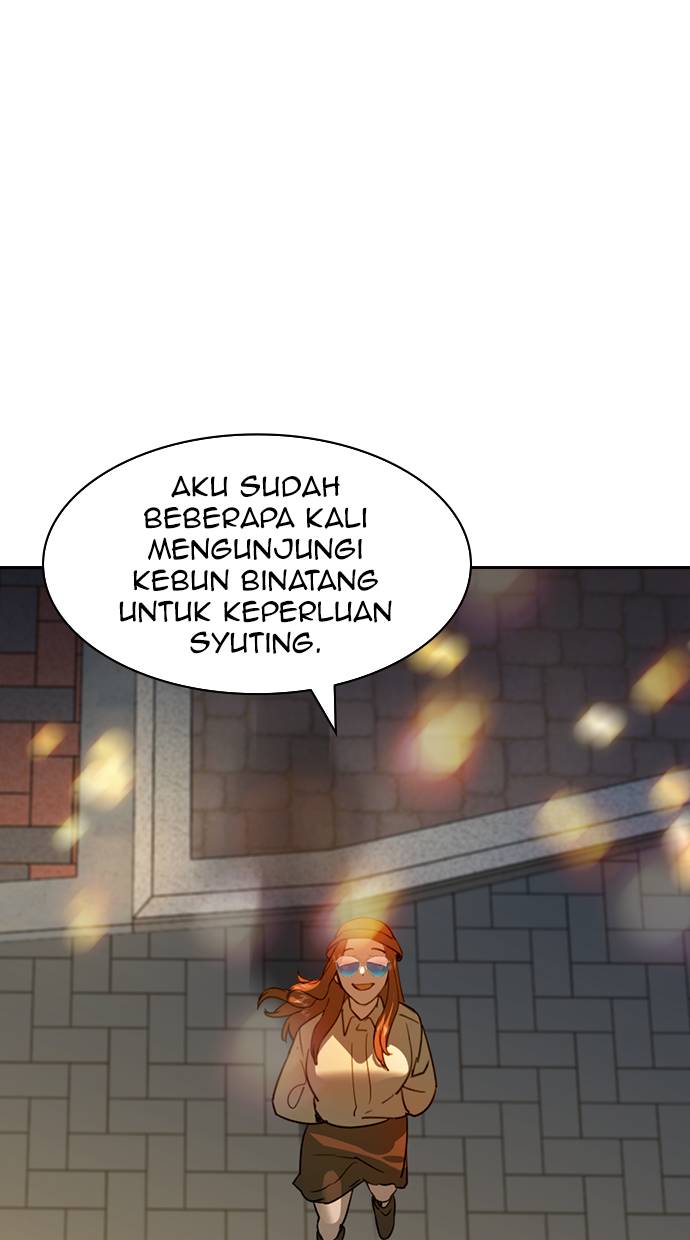 AKU SUDAH
BEBERAPA KALI
MENGUNJUNGI
KEBUN BINATANG
UNTUK KEPERLUAN
SYUTING.